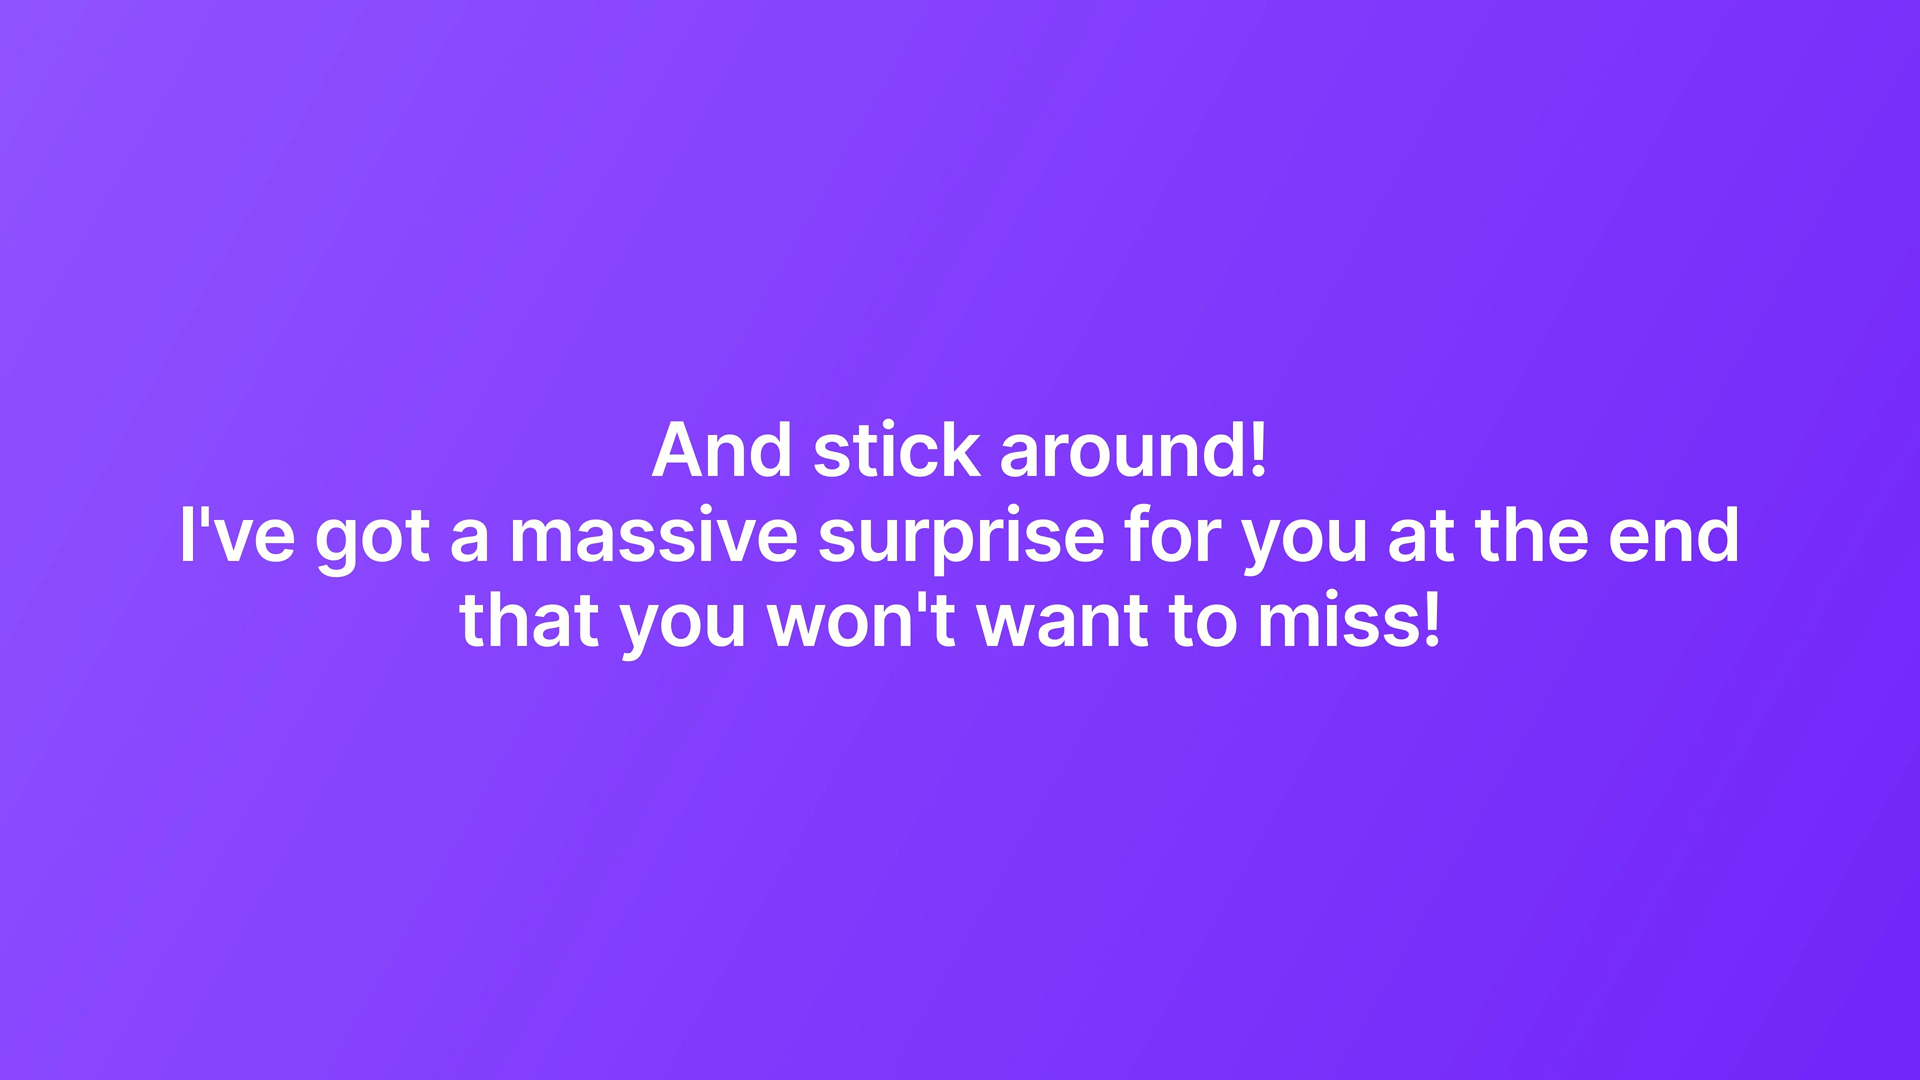 And stick around!
I've got a massive surprise for you at the end
that you won't want to miss!